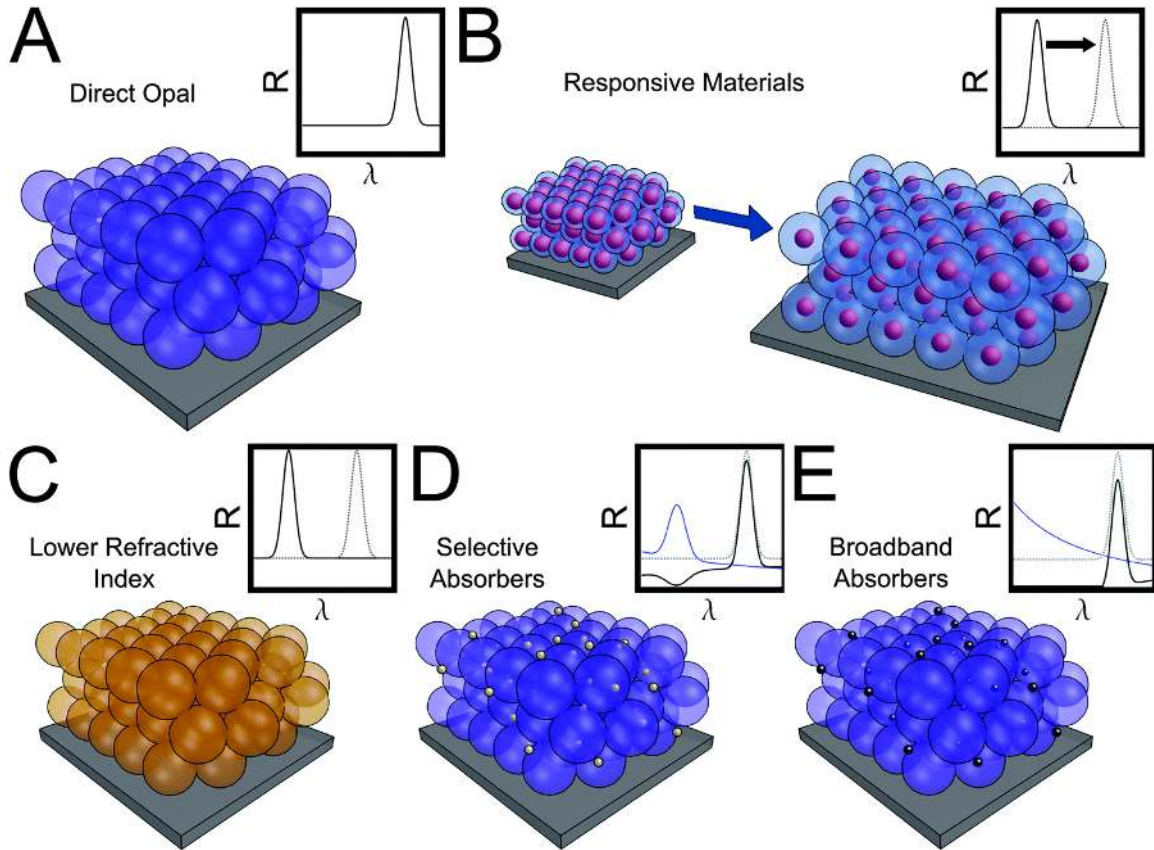 A
Direct Opal
R
λ
B
Responsive Materials
R
λ
C
Lower Refractive
Index
R
λ
D
Selective
Absorbers
R
λ
E
Broadband
Absorbers
R
λ